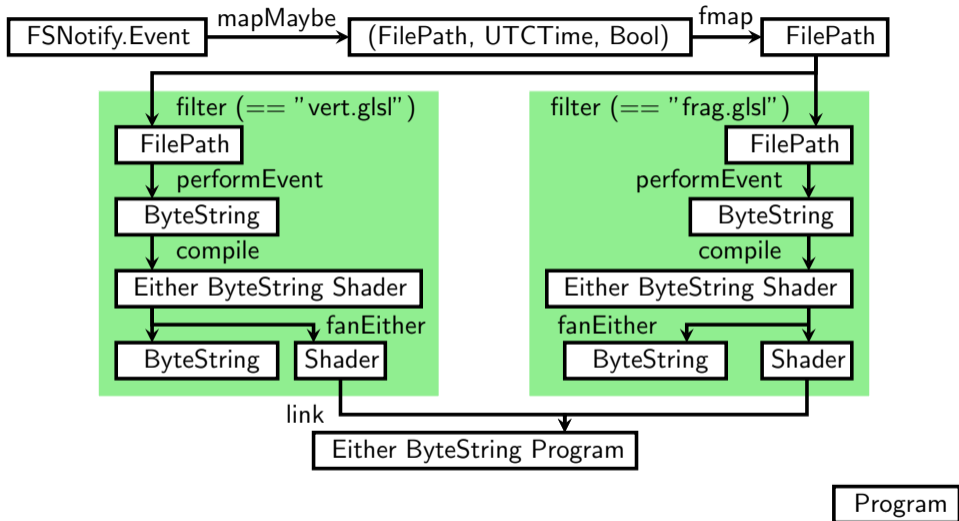 mapMaybe
fmap
FSNotify.Event
(FilePath, UTCTime, Bool)
FilePath
filter (== "vert.glsl")
filter (== "frag.glsl")
FilePath
FilePath
performEvent
performEvent
ByteString
ByteString
compile
compile
Either ByteString Shader
Either ByteString Shader
fanEither
fanEither
ByteString
Shader
ByteString
Shader
link
Either ByteString Program
Program